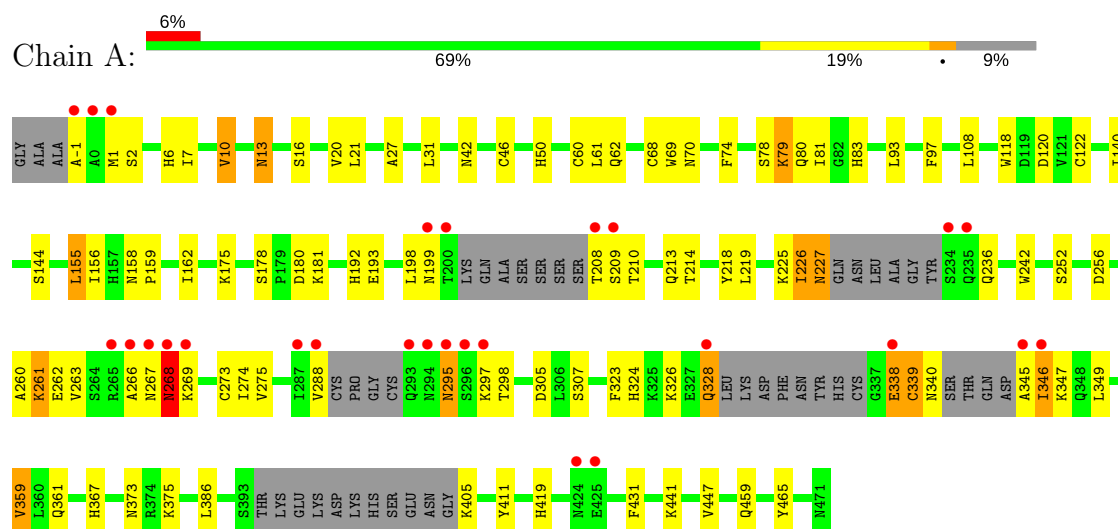 6%
Chain A:
69% 19% • 9%
GLY ALA ALA A-1 A0 M1 S2 H6 I7 V10 N13 S16 V20 L21 A27 L31 N42 C46 H50 C60 L61 Q62 C68 W69 N70 F74 S78 K79 Q80 I81 G82 H83 L93 F97 L108 W118 D119 D120 V121 C122 I140
S144 L155 I156 H157 N158 P159 I162 K175 S178 P179 D180 K181 H192 E193 L198 N199 T200 LYS GLN ALA SER SER SER SER T208 S209 T210 Q213 T214 Y218 L219 K225 I226 N227 GLN ASN LEU ALA GLY TYR S234 Q235 Q236 W242 S252 D256
A260 K261 E262 V263 S264 R265 A266 N267 N268 K269 C273 I274 V275 I287 V288 CYS PRO GLY CYS Q293 N294 N295 S296 K297 T298 D305 L306 S307 F323 H324 K325 K326 E327 Q328 LEU LYS ASP PHE ASN TYR HIS CYS G337 E338 C339 N340 SER THR GLN ASP A345 I346 K347 Q348 L349
V359 L360 Q361 H367 N373 R374 K375 L386 S393 THR LYS GLU LYS ASP LYS HIS SER GLU ASN GLY K405 Y411 H419 N424 E425 F431 K441 V447 Q459 Y465 N471